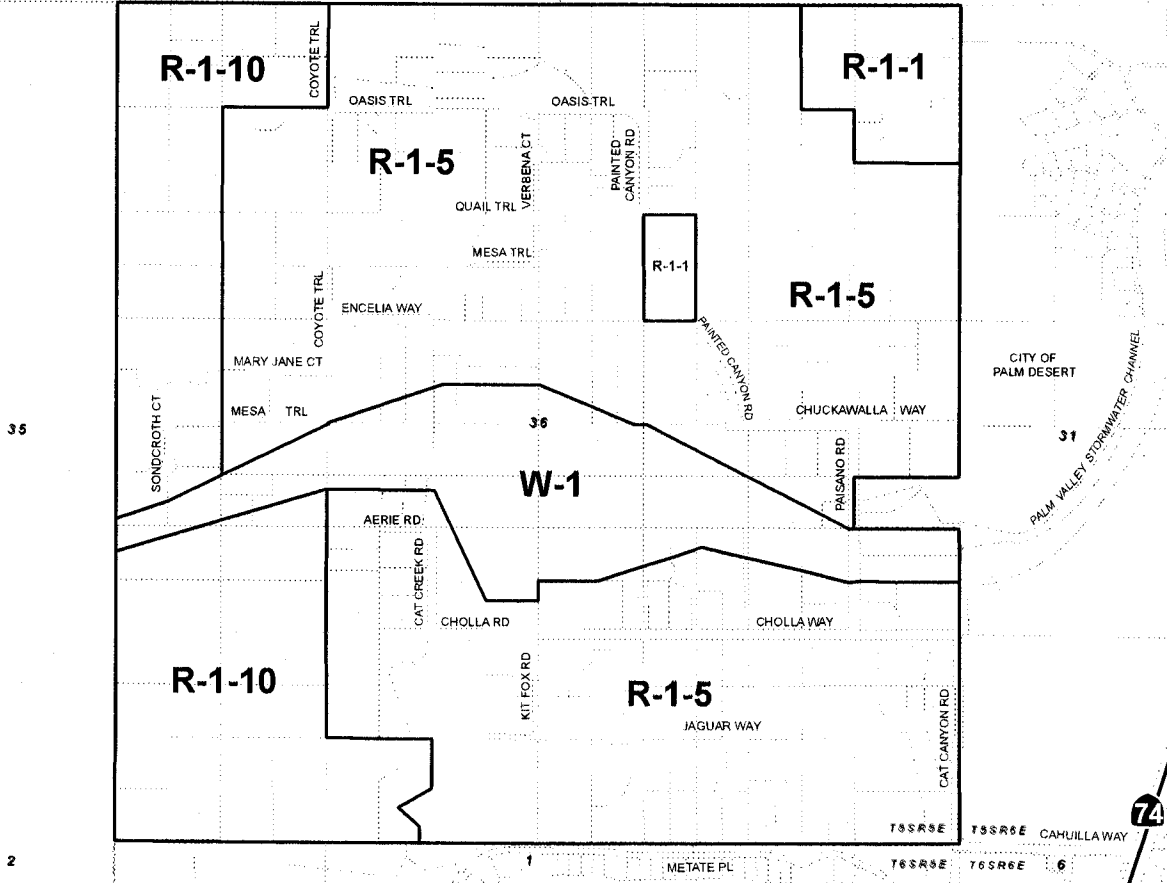 R-1-10
COYOTE TRL
R-1-1
OASIS TRL
OASIS TRL
R-1-5
VERBENA CT
PAINTED
CANYON RD
QUAIL TRL
MESA TRL
R-1-1
R-1-5
COYOTE TRL
ENCELIA WAY
PAINTED CANYON RD
MARY JANE CT
CITY OF
PALM DESERT
PALM VALLEY STORMWATER CHANNEL
SONDCROTH CT
MESA TRL
CHUCKAWALLA WAY
35
36
31
W-1
PAISANO RD
AERIE RD
CAT CREEK RD
CHOLLA RD
CHOLLA WAY
R-1-10
KIT FOX RD
R-1-5
JAGUAR WAY
CAT CANYON RD
74
T5SR5E
T5SR6E
CAHUILLA WAY
2
1
METATE PL
T6SR5E
T6SR6E
6